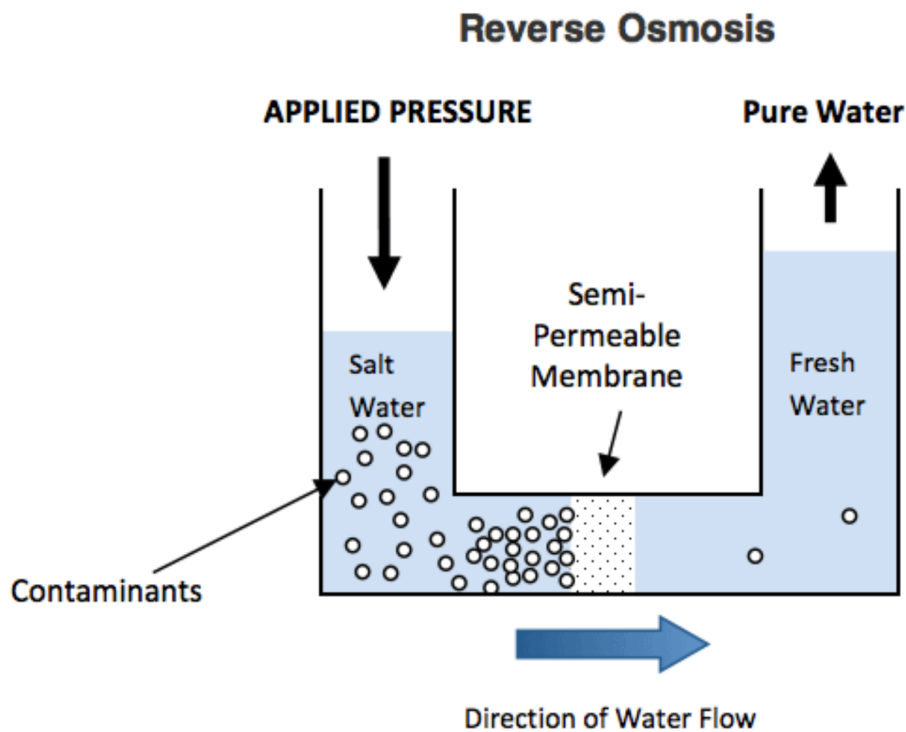 Reverse Osmosis
APPLIED PRESSURE
Pure Water
Semi-
Permeable
Membrane
Salt
Water
Fresh
Water
Contaminants
Direction of Water Flow